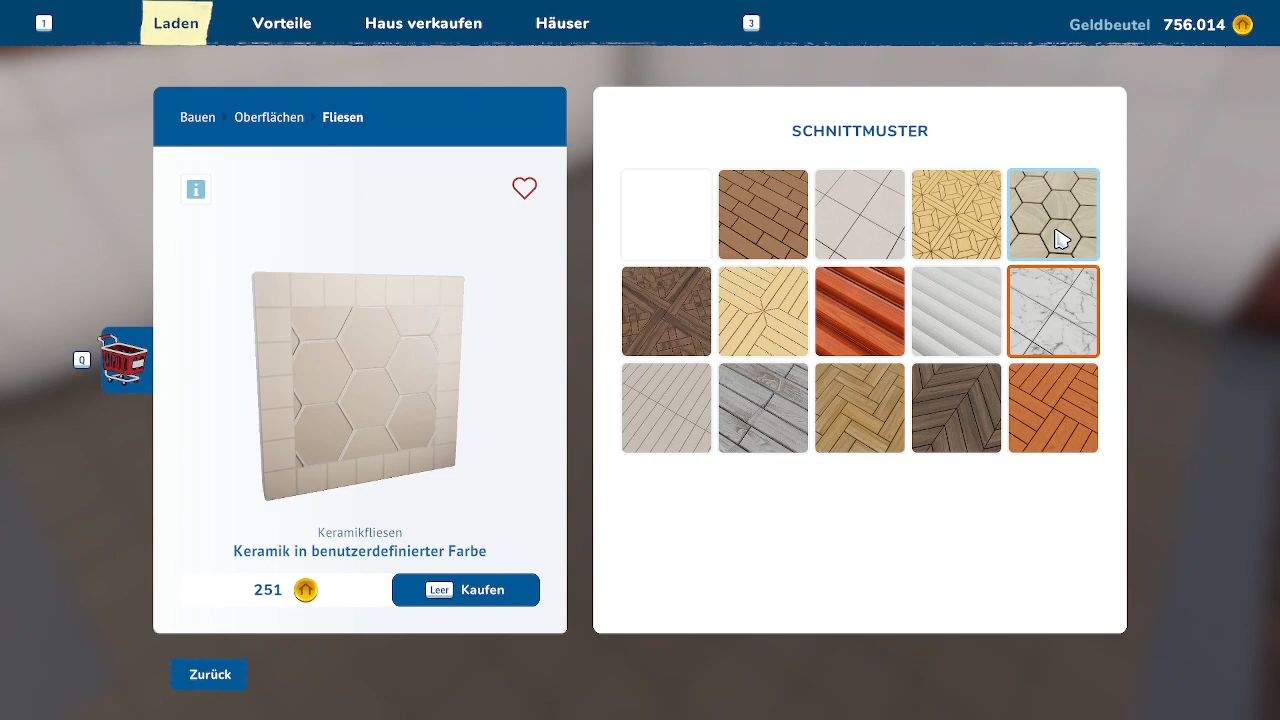 1
Laden
Vorteile
Haus verkaufen
Häuser
3
Geldbeutel 756.014
Bauen Oberflächen Fliesen
i
Q
Keramikfliesen
Keramik in benutzerdefinierter Farbe
251
Leer Kaufen
SCHNITTMUSTER
Zurück